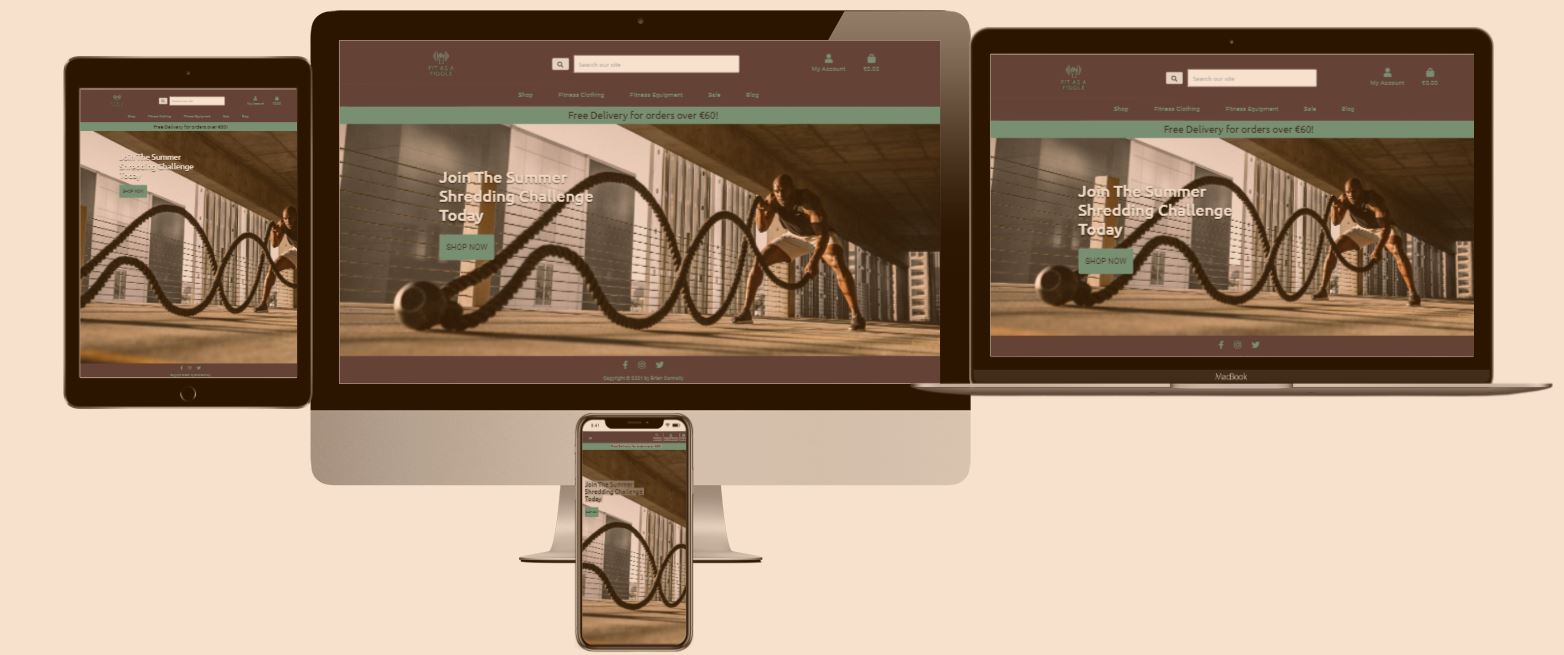 FIT AS A
FIDDLE
Search our site
My Account
€0.00
Shop
Fitness Clothing
Fitness Equipment
Sale
Blog
Free Delivery for orders over €60!
Join The Summer
Shredding Challenge
Today
SHOP NOW
Copyright © 2021 by Brian Dannelly
FIT AS A
FIDDLE
Search our site
My Account
€0.00
Shop
Fitness Clothing
Fitness Equipment
Sale
Blog
Free Delivery for orders over €60!
Join The Summer
Shredding Challenge
Today
SHOP NOW
MacBook
Search our site
My Account
Shop
Fitness Clothing
Fitness Equipment
Sale
Blog
Free Delivery for orders over €60!
Join The Summer
Shredding Challenge
Today
SHOP NOW
9:41
Free Delivery for orders over €60!
Join The Summer
Shredding Challenge
Today